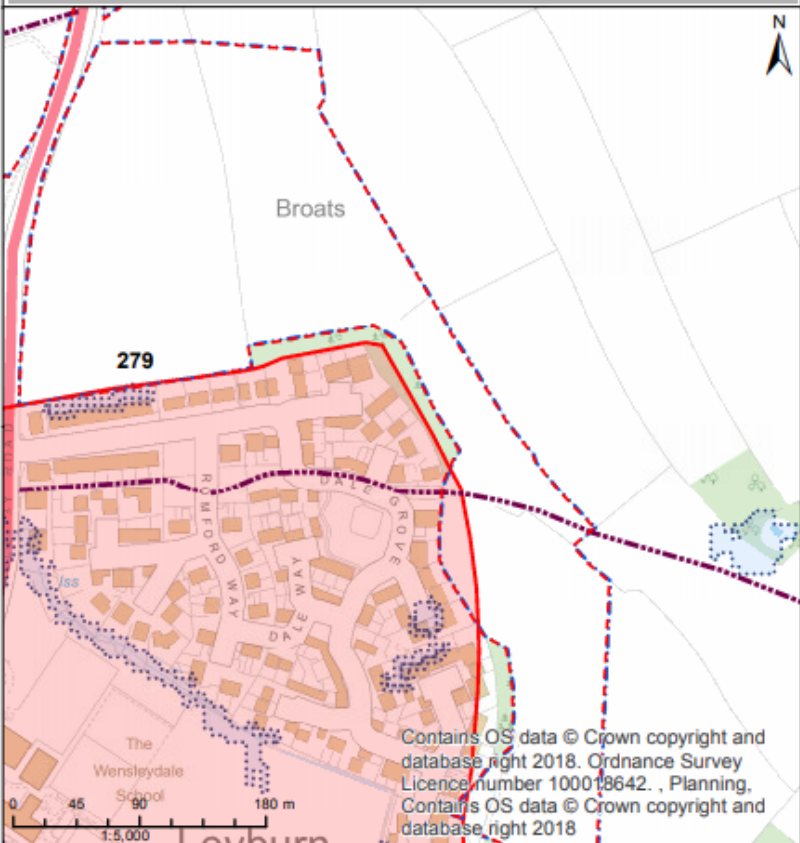 N
Broats
279
DALE GROVE
ROMFORD WAY
Iss
DALE WAY
The
Wensleydale
School
Contains OS data © Crown copyright and
database right 2018. Ordnance Survey
Licence number 100018642. , Planning,
Contains OS data © Crown copyright and
database right 2018
0 45 90 180 m
1:5,000
Leyburn